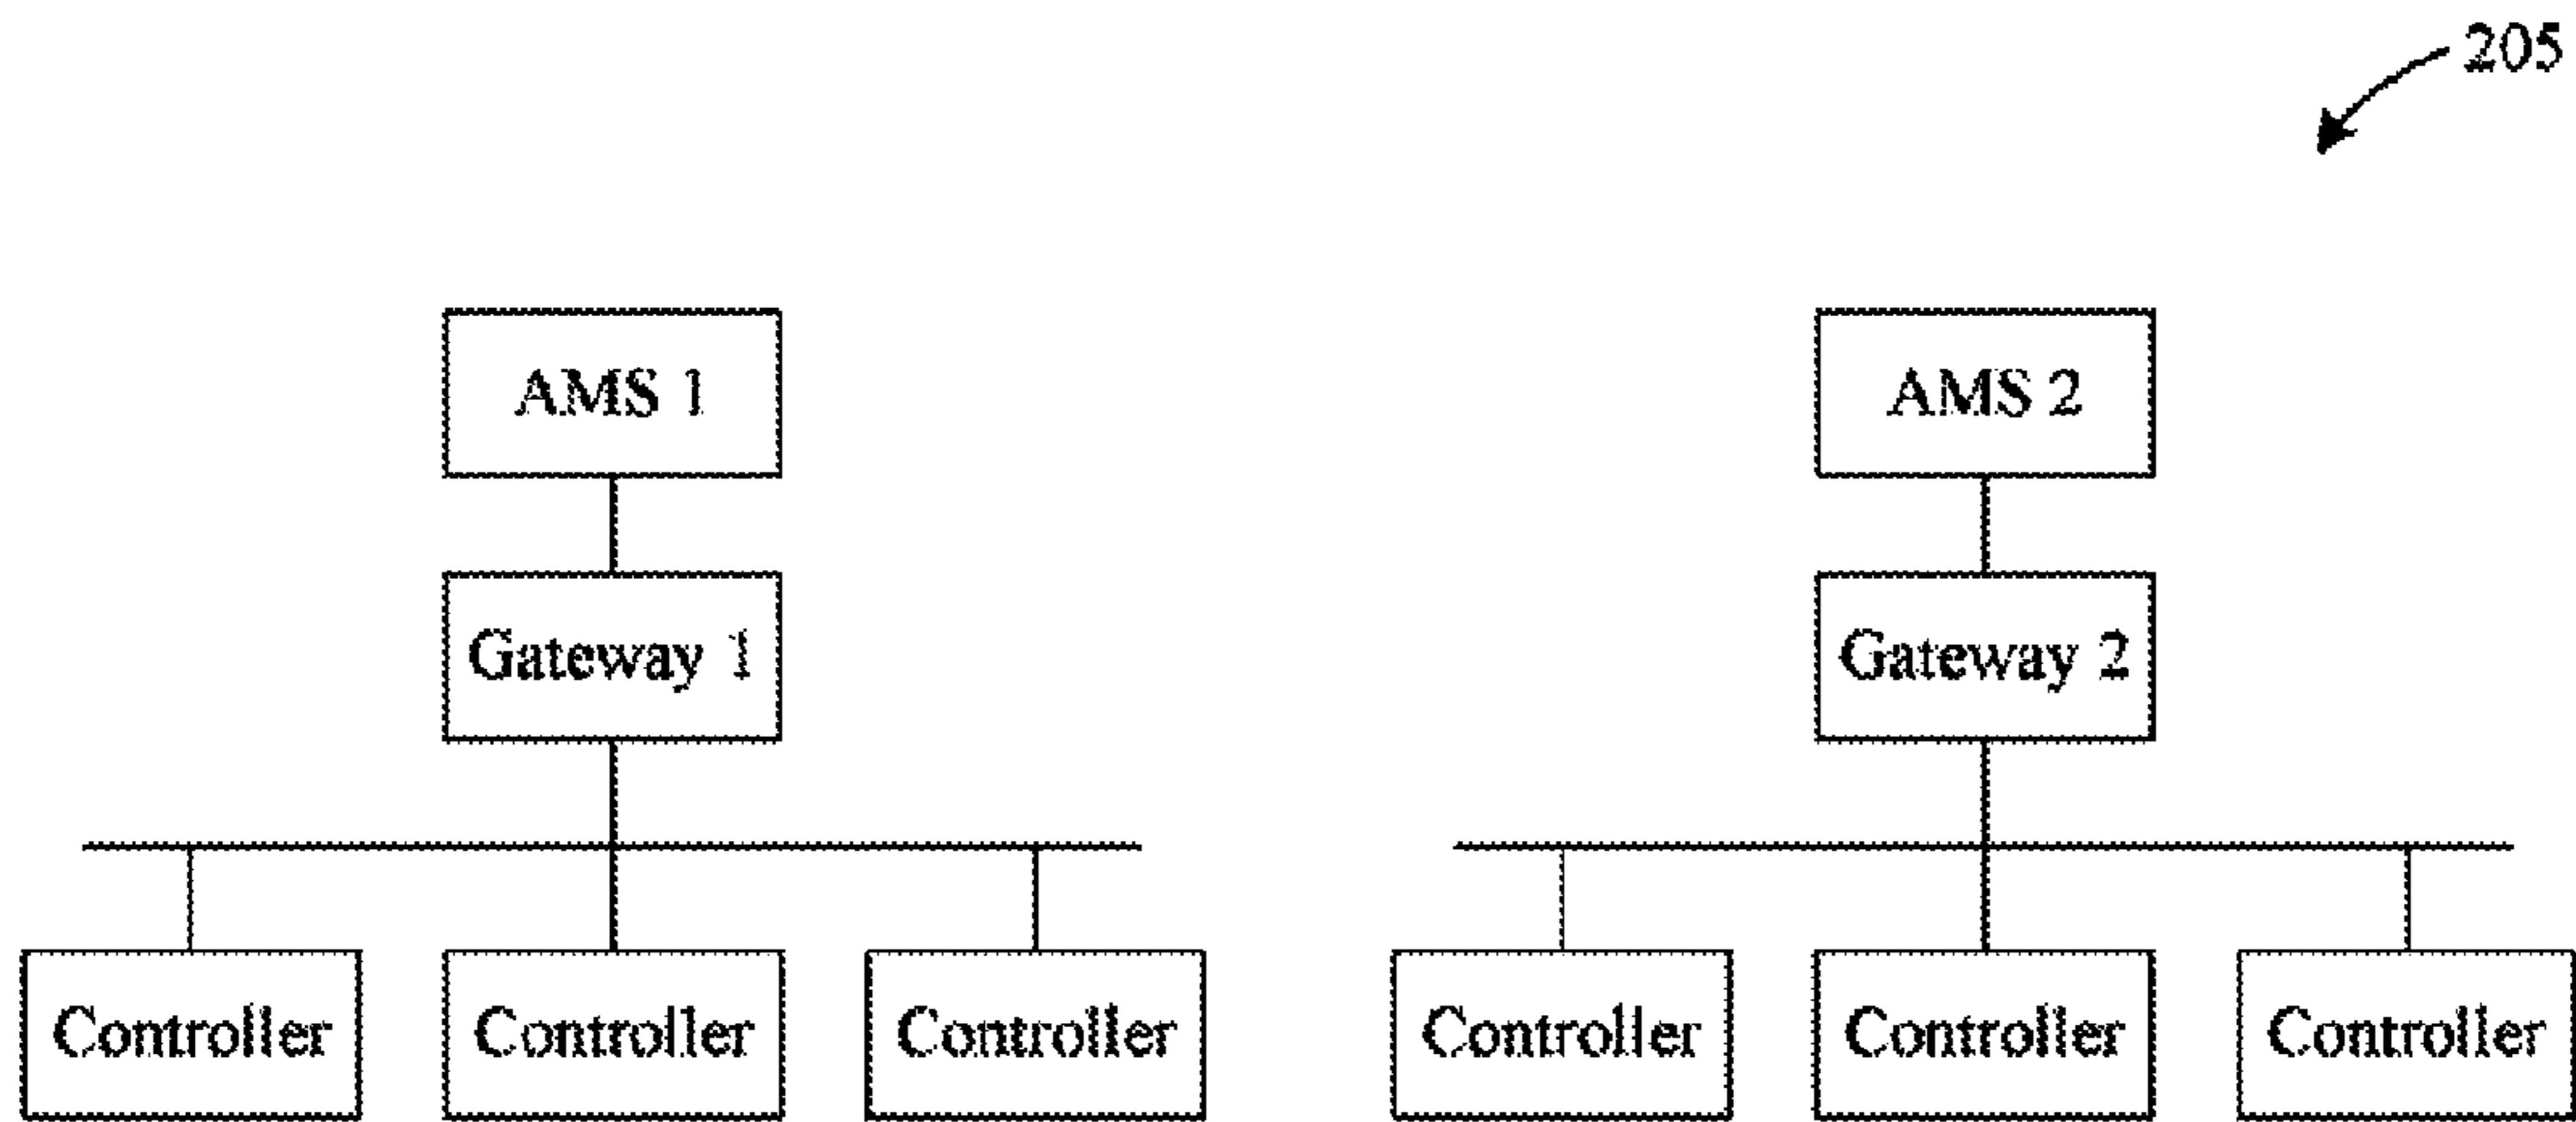 205
AMS 1
AMS 2
Gateway 1
Gateway 2
Controller
Controller
Controller
Controller
Controller
Controller